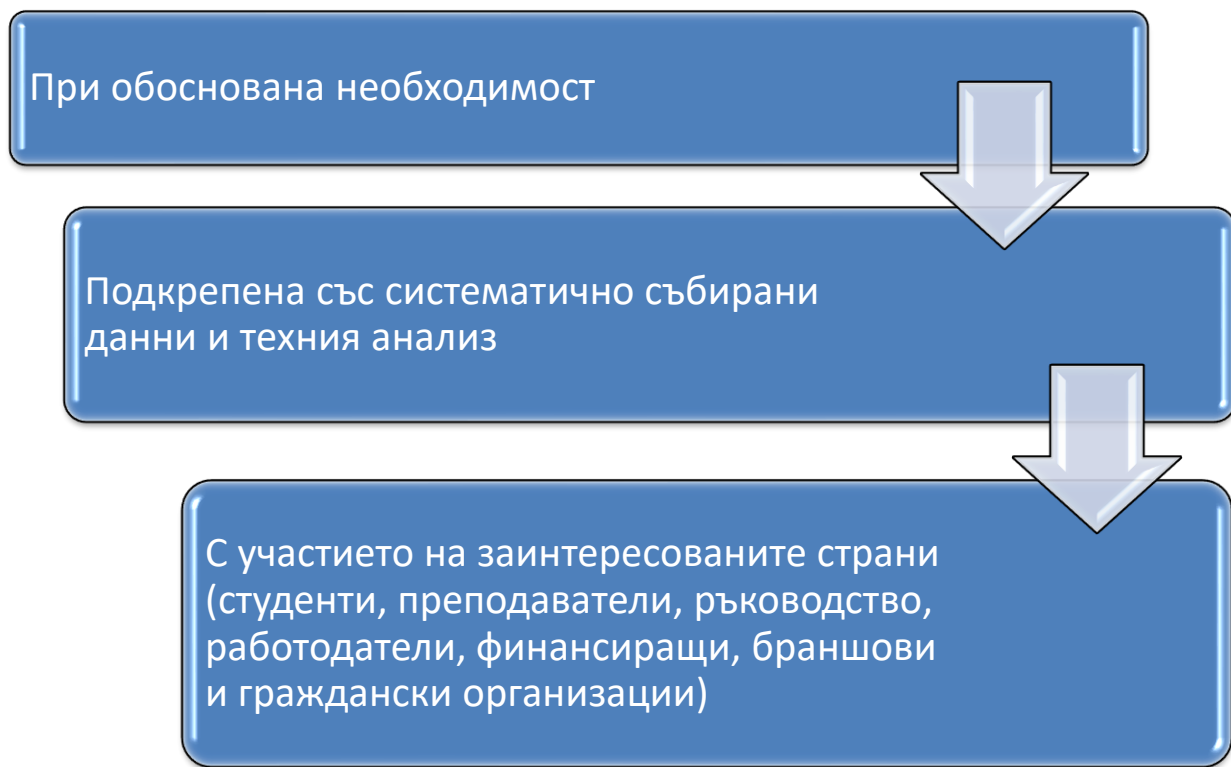 При обоснована необходимост
Подкрепена със систематично събирани
данни и техния анализ
С участието на заинтересованите страни
(студенти, преподаватели, ръководство,
работодатели, финансиращи, браншови
и граждански организации)